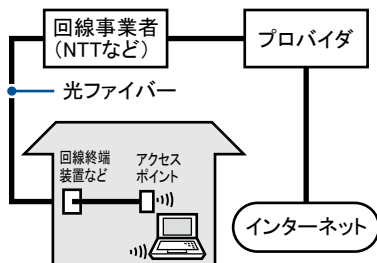 回線事業者
(NTTなど)
プロバイダ
光ファイバー
回線終端
装置など
アクセス
ポイント
インターネット